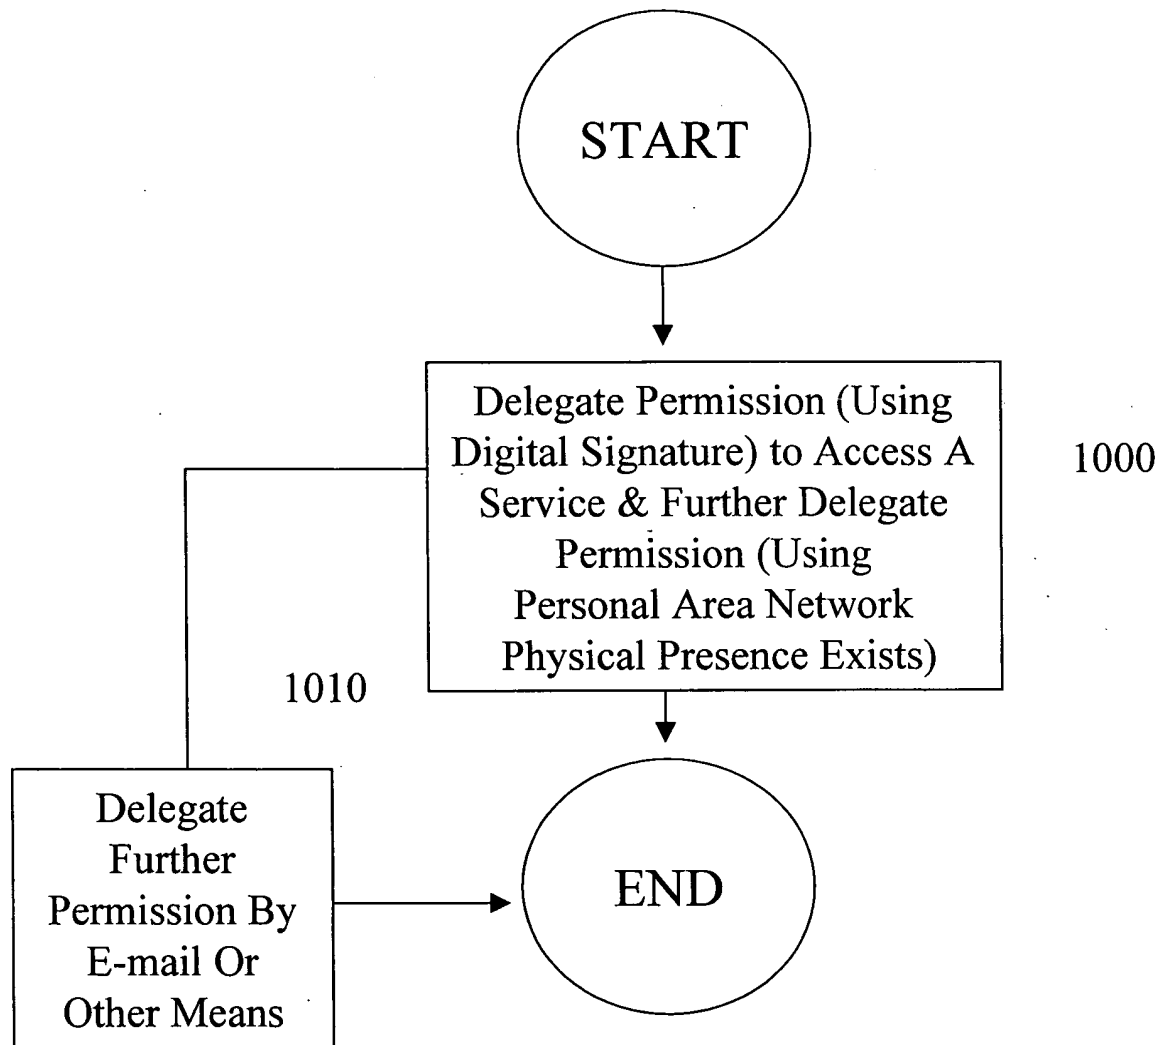 START
Delegate Permission (Using
Digital Signature) to Access A
Service & Further Delegate
Permission (Using
Personal Area Network
Physical Presence Exists)
1000
1010
Delegate
Further
Permission By
E-mail Or
Other Means
END